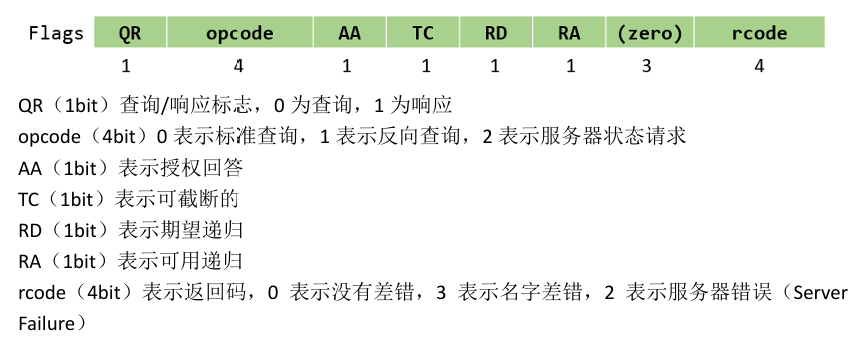 Flags QR opcode AA TC RD RA (zero) rcode
1 4 1 1 1 1 3 4
QR（1bit）查询/响应标志，0 为查询，1 为响应
opcode（4bit）0 表示标准查询，1 表示反向查询，2 表示服务器状态请求
AA（1bit）表示授权回答
TC（1bit）表示可截断的
RD（1bit）表示期望递归
RA（1bit）表示可用递归
rcode（4bit）表示返回码，0 表示没有差错，3 表示名字差错，2 表示服务器错误（Server
Failure）